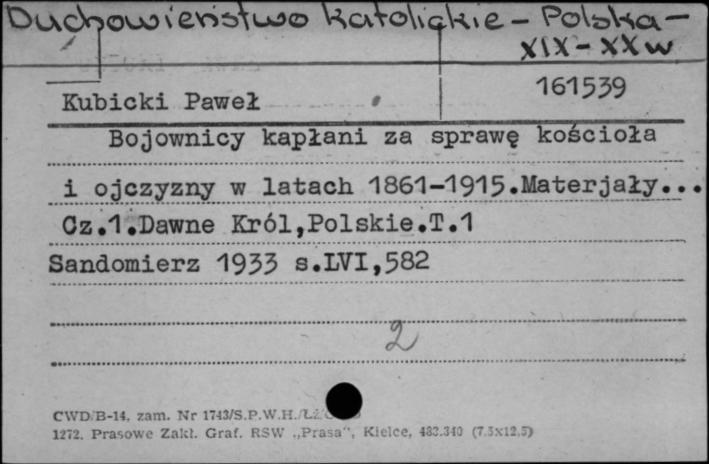 Duchowieństwo katolickie - Polska -
XIX - XX w
161539
Kubicki Paweł
Bojownicy kapłani za sprawę kościoła
i ojczyzny w latach 1861-1915.Materjały...
Cz.1.Dawne Król,Polskie.T.1
Sandomierz 1933 s.LVI,582
2
CWD/B-14, zam. Nr 1743/S.P.W.H.
1272. Prasowe Zakł. Graf. RSW „Prasa", Kielce, 483.340 (7.5x12,5)